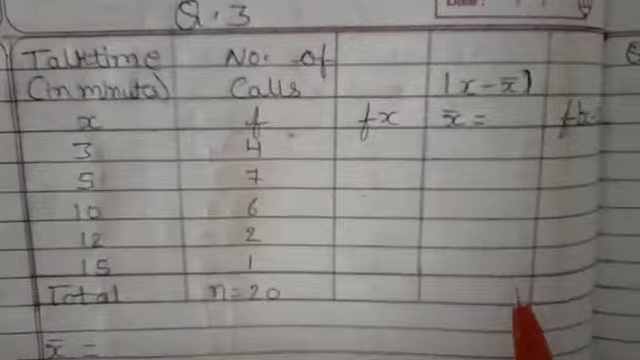 Q.3
Talktime No. of
(In minutes) Calls |x - x̄|
x f fx x̄ =
3 4
5 7
10 6
12 2
15 1
Total n=20
x̄ =